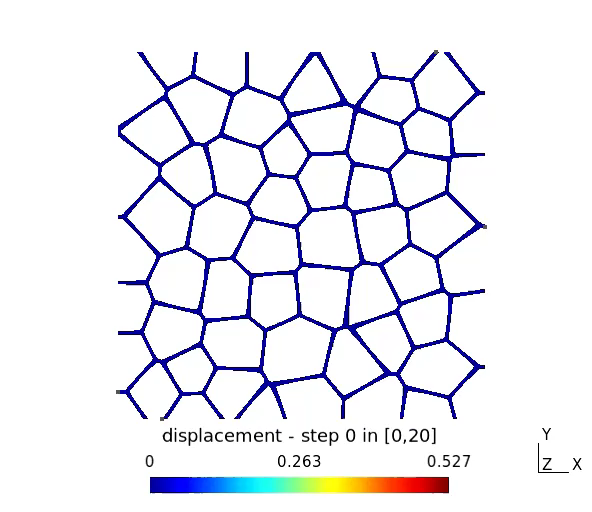 displacement - step 0 in [0,20]
0 0.263 0.527
Y
Z X